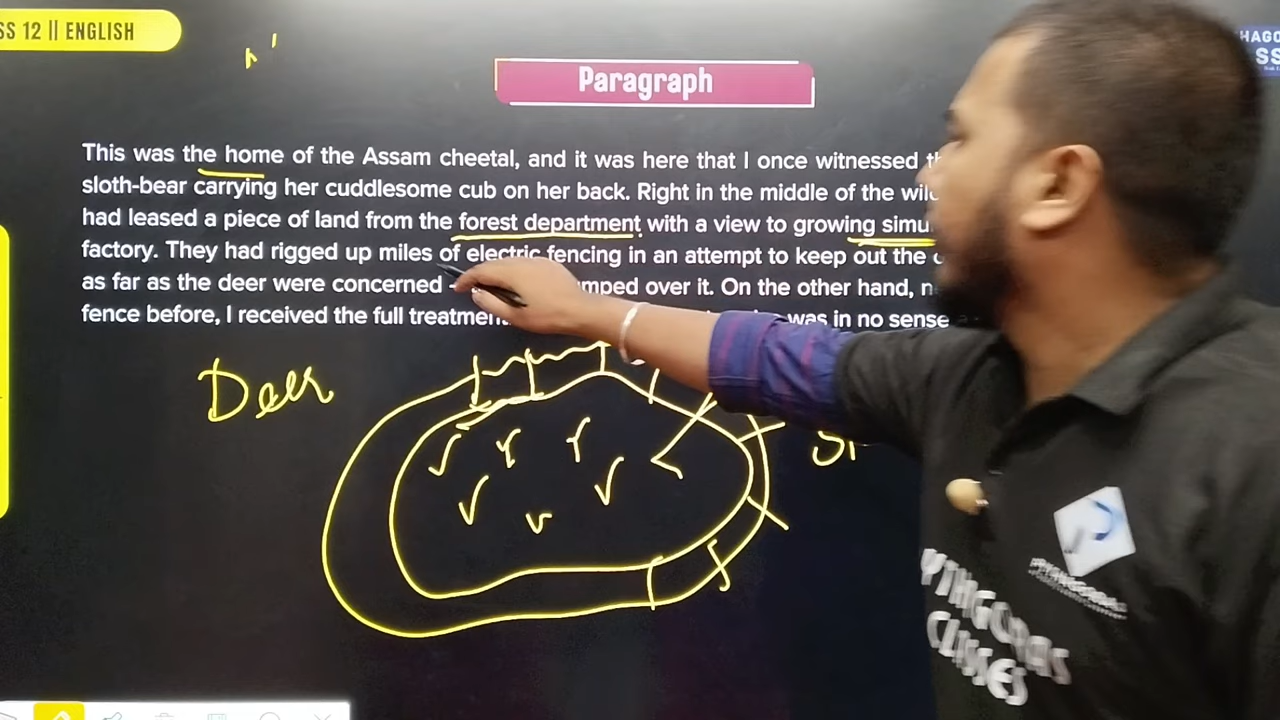 SS 12 || ENGLISH
HAGO
SS
Paragraph
This was the home of the Assam cheetal, and it was here that I once witnessed
sloth-bear carrying her cuddlesome cub on her back. Right in the middle of the
had leased a piece of land from the forest department with a view to growing
factory. They had rigged up miles of electric fencing in an attempt to keep out the
as far as the deer were concerned over it. On the other hand,
fence before, I received the full was in no sense
Deer
PYTHGORAS
CLISSES